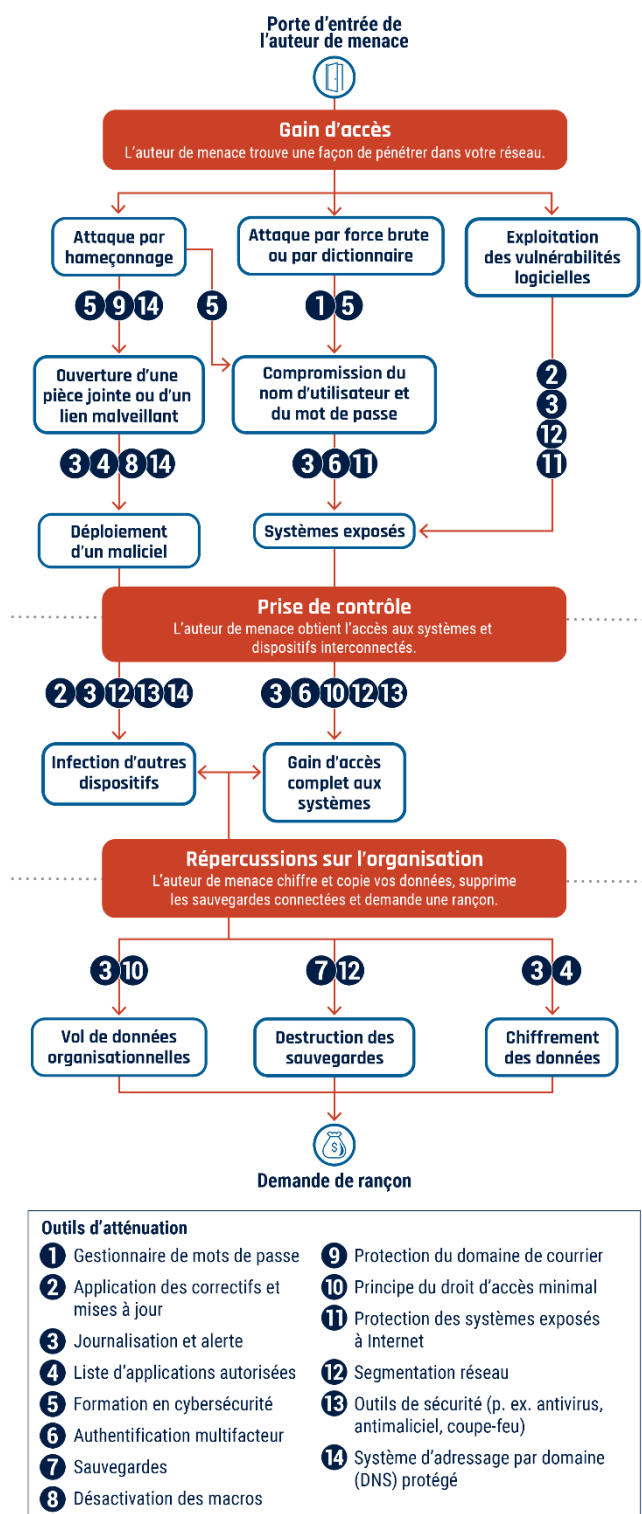 Porte d'entrée de
l'auteur de menace
Gain d'accès
L'auteur de menace trouve une façon de pénétrer dans votre réseau.
Attaque par
hameçonnage
Attaque par force brute
ou par dictionnaire
Exploitation
des vulnérabilités
logicielles
5 9 14
5
1 5
Ouverture d'une
pièce jointe ou d'un
lien malveillant
Compromission du
nom d'utilisateur et
du mot de passe
2
3
12
11
3 4 8 14
3 6 11
Déploiement
d'un maliciel
Systèmes exposés
Prise de contrôle
L'auteur de menace obtient l'accès aux systèmes et
dispositifs interconnectés.
2 3 12 13 14
3 6 10 12 13
Infection d'autres
dispositifs
Gain d'accès
complet aux
systèmes
Répercussions sur l'organisation
L'auteur de menace chiffre et copie vos données, supprime
les sauvegardes connectées et demande une rançon.
3 10
7 12
3 4
Vol de données
organisationnelles
Destruction des
sauvegardes
Chiffrement
des données
$
Demande de rançon
Outils d'atténuation
1 Gestionnaire de mots de passe
2 Application des correctifs et
mises à jour
3 Journalisation et alerte
4 Liste d'applications autorisées
5 Formation en cybersécurité
6 Authentification multifacteur
7 Sauvegardes
8 Désactivation des macros
9 Protection du domaine de courrier
10 Principe du droit d'accès minimal
11 Protection des systèmes exposés
à Internet
12 Segmentation réseau
13 Outils de sécurité (p. ex. antivirus,
antimaliciel, coupe-feu)
14 Système d'adressage par domaine
(DNS) protégé